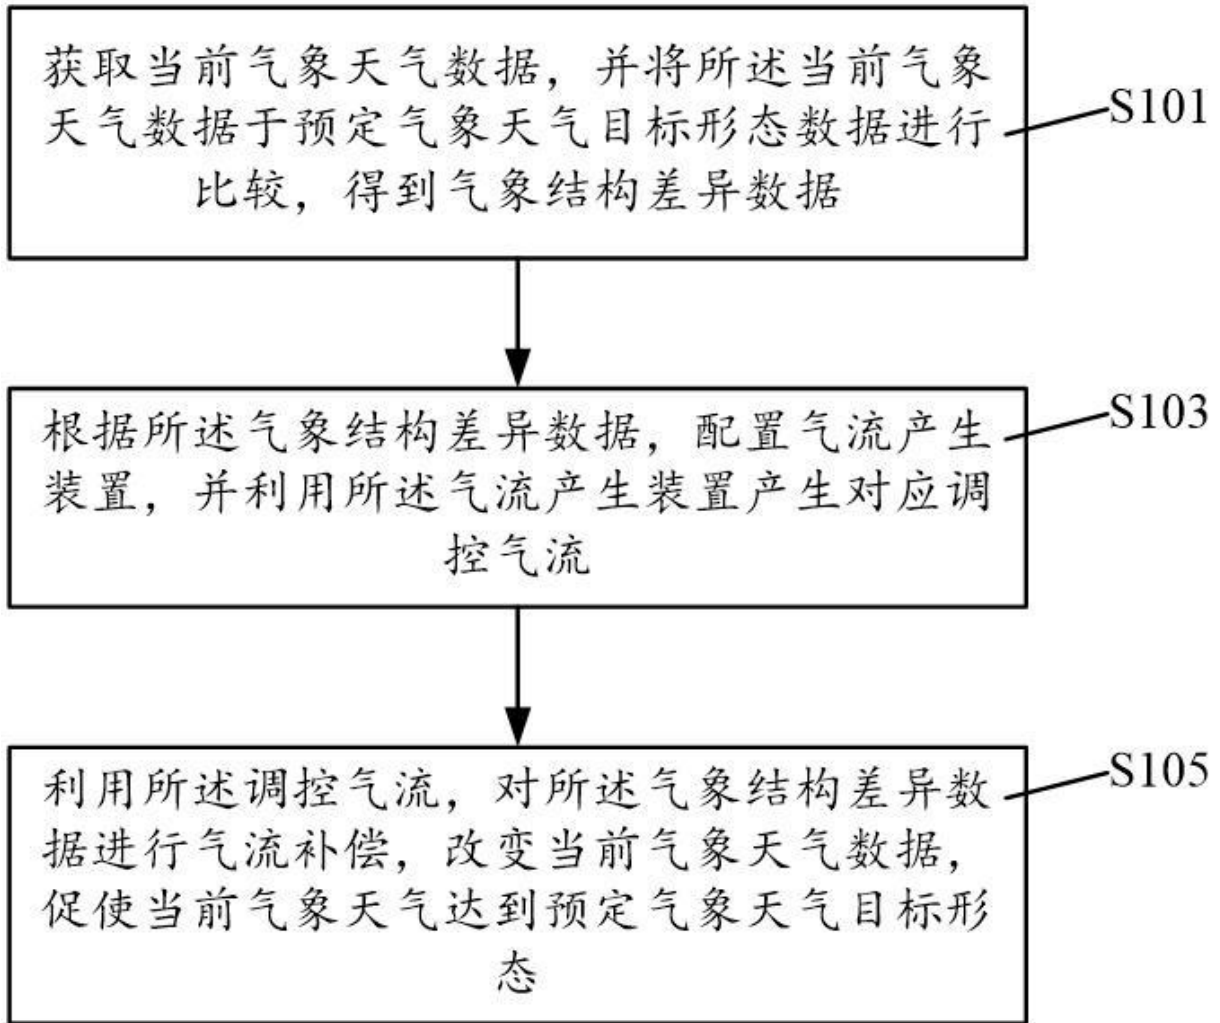 获取当前气象天气数据，并将所述当前气象
天气数据于预定气象天气目标形态数据进行
比较，得到气象结构差异数据
S101
根据所述气象结构差异数据，配置气流产生
装置，并利用所述气流产生装置产生对应调
控气流
S103
利用所述调控气流，对所述气象结构差异数
据进行气流补偿，改变当前气象天气数据，
促使当前气象天气达到预定气象天气目标形
态
S105